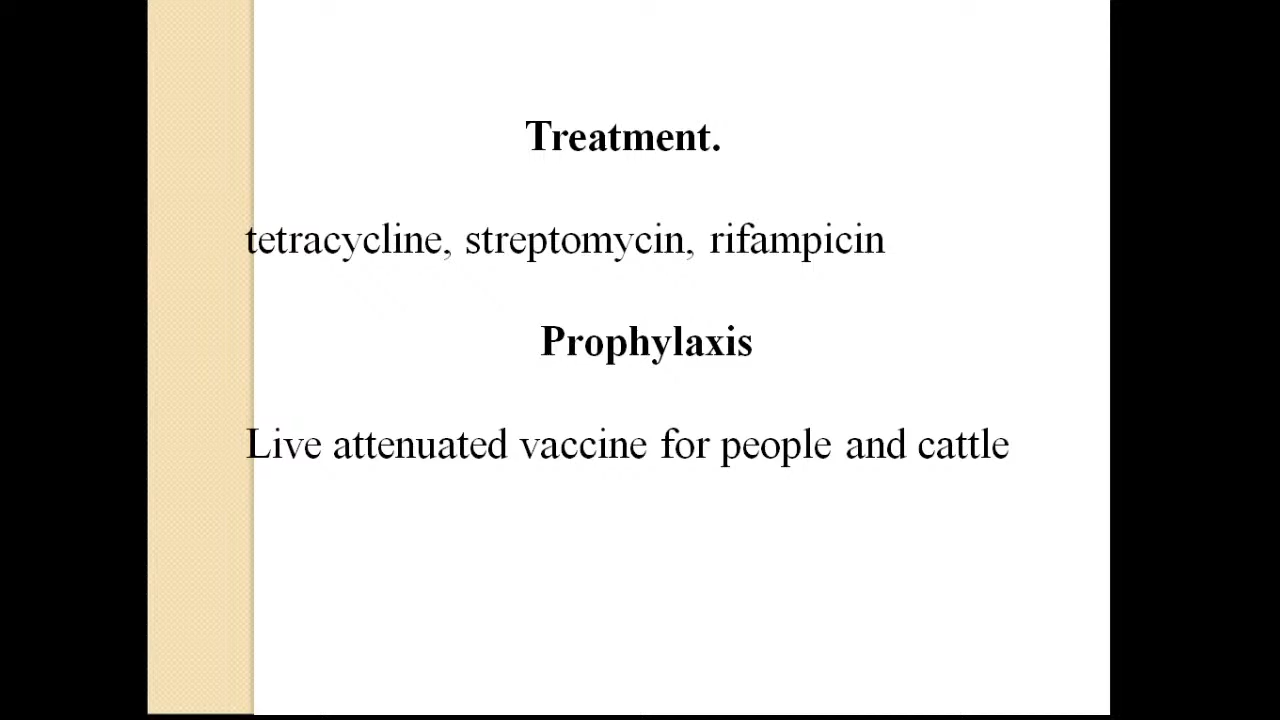 Treatment.
tetracycline, streptomycin, rifampicin
Prophylaxis
Live attenuated vaccine for people and cattle